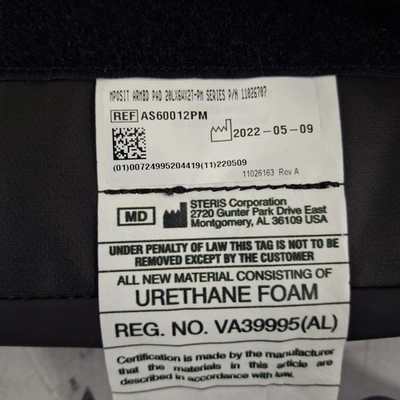 MPOSIT ARMBD PAD 20LX6WX2T-PM SERIES P/N 11026707
REF AS60012PM
2022-05-09
(01)00724995204419(11)220509
11026163 Rev A
MD STERIS Corporation
2720 Gunter Park Drive East
Montgomery, AL 36109 USA
UNDER PENALTY OF LAW THIS TAG IS NOT TO BE
REMOVED EXCEPT BY THE CUSTOMER
ALL NEW MATERIAL CONSISTING OF
URETHANE FOAM
REG. NO. VA39995(AL)
Certification is made by the manufacturer
that the materials in this article are
described in accordance with law.